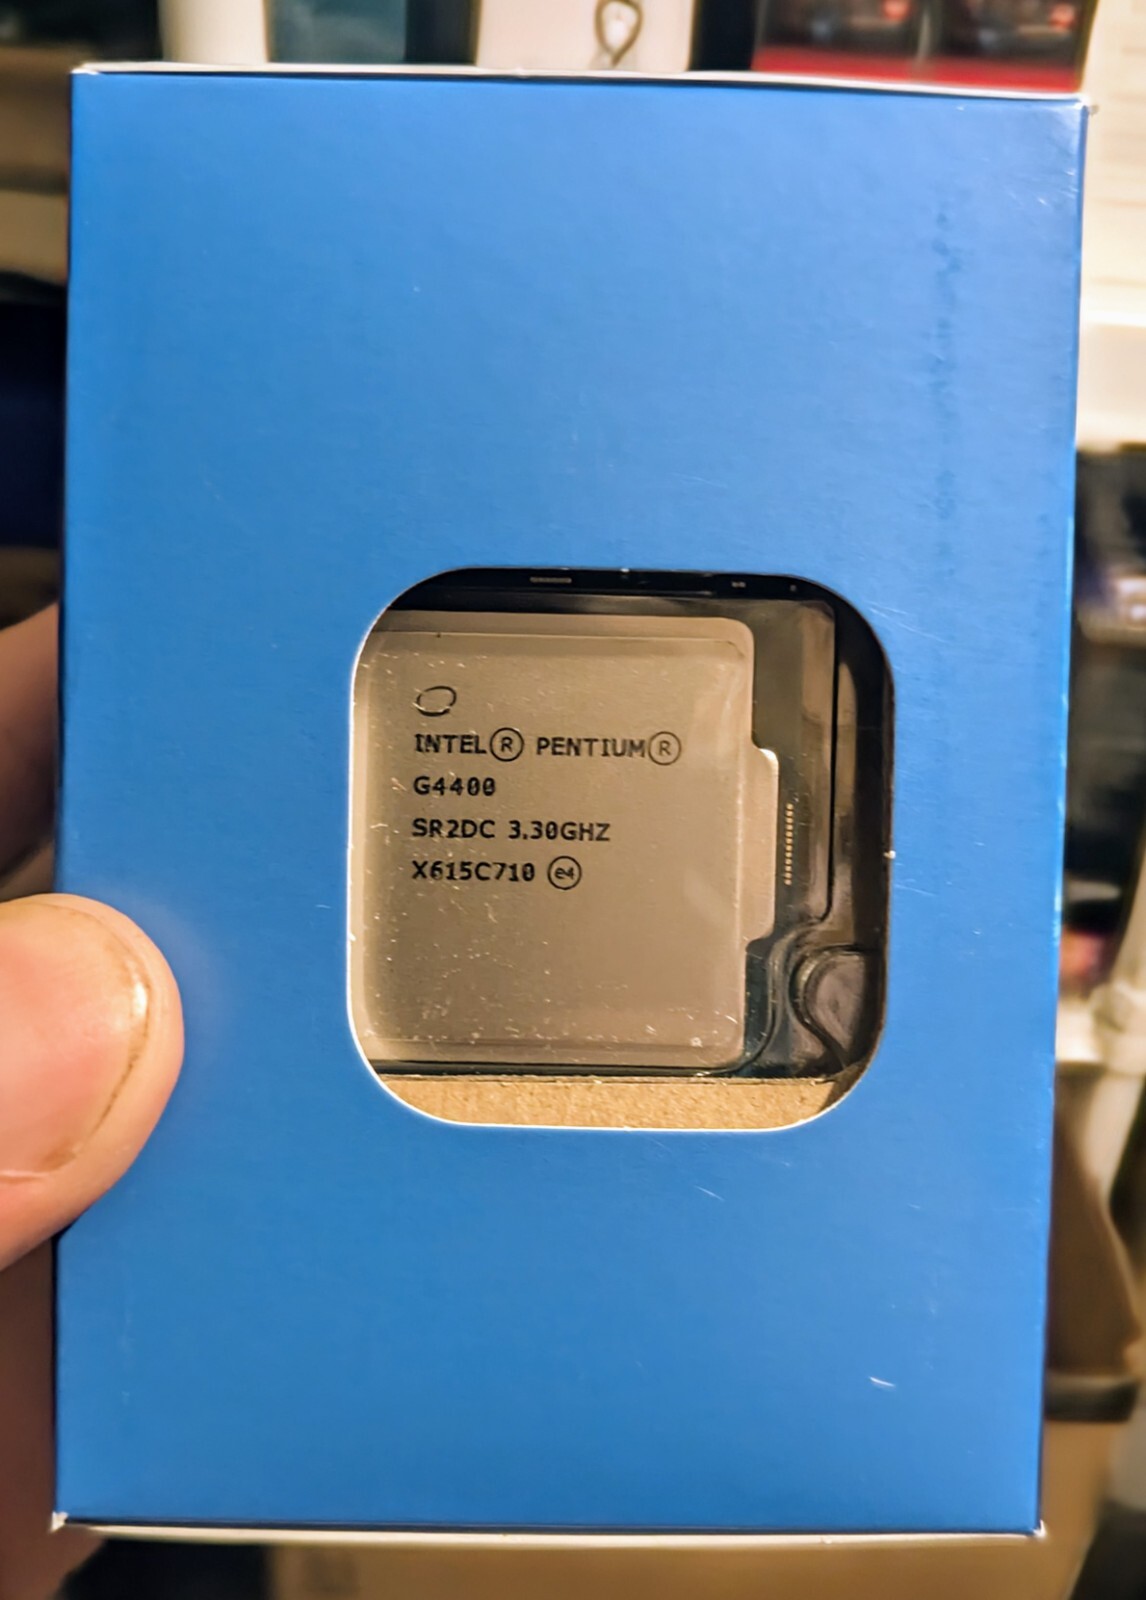 INTEL® PENTIUM®
G4400
SR2DC 3.30GHZ
X615C710 e4